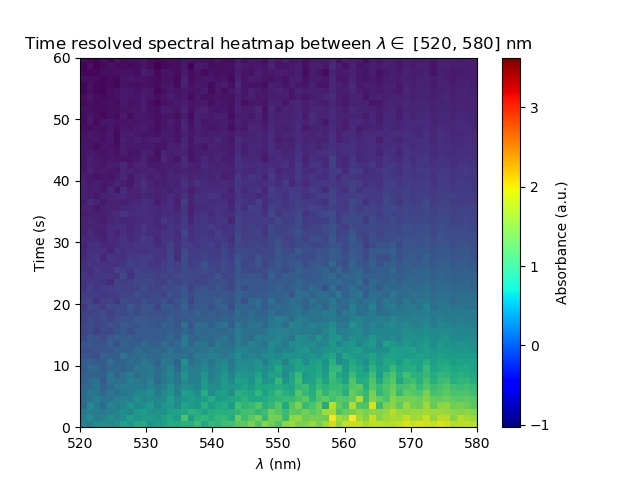 Time resolved spectral heatmap between λ ∈ [520, 580] nm
60
50
40
30
20
10
0
Time (s)
520 530 540 550 560 570 580
λ (nm)
3
2
1
0
−1
Absorbance (a.u.)